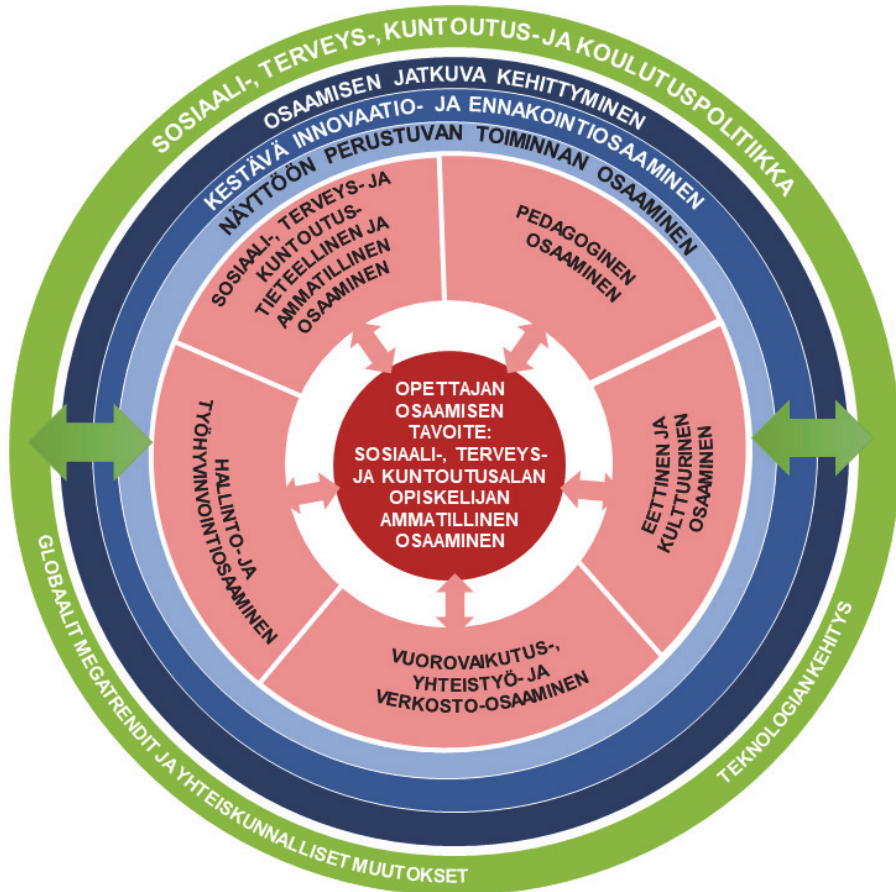 SOSIAALI-, TERVEYS-, KUNTOUTUS- JA KOULUTUSPOLITIIKKA
OSAAMISEN JATKUVA KEHITTYMINEN
KESTÄVÄ INNOVAATIO- JA ENNAKOINTIOSAAMINEN
NÄYTTÖÖN PERUSTUVAN TOIMINNAN OSAAMINEN
SOSIAALI-, TERVEYS- JA
KUNTOUTUS-
TIETEELLINEN JA
AMMATILLINEN
OSAAMINEN
PEDAGOGINEN
OSAAMINEN
OPETTAJAN
OSAAMISEN
TAVOITE:
SOSIAALI-, TERVEYS-
JA KUNTOUTUSALAN
OPISKELIJAN
AMMATILLINEN
OSAAMINEN
EETTINEN JA
KULTTUURINEN
OSAAMINEN
HALLINTO- JA
TYÖHYVINVOINTIOSAAMINEN
VUOROVAIKUTUS-,
YHTEISTYÖ- JA
VERKOSTO-OSAAMINEN
GLOBAALIT MEGATRENDIT JA YHTEISKUNNALLISET MUUTOKSET
TEKNOLOGIAN KEHITYS